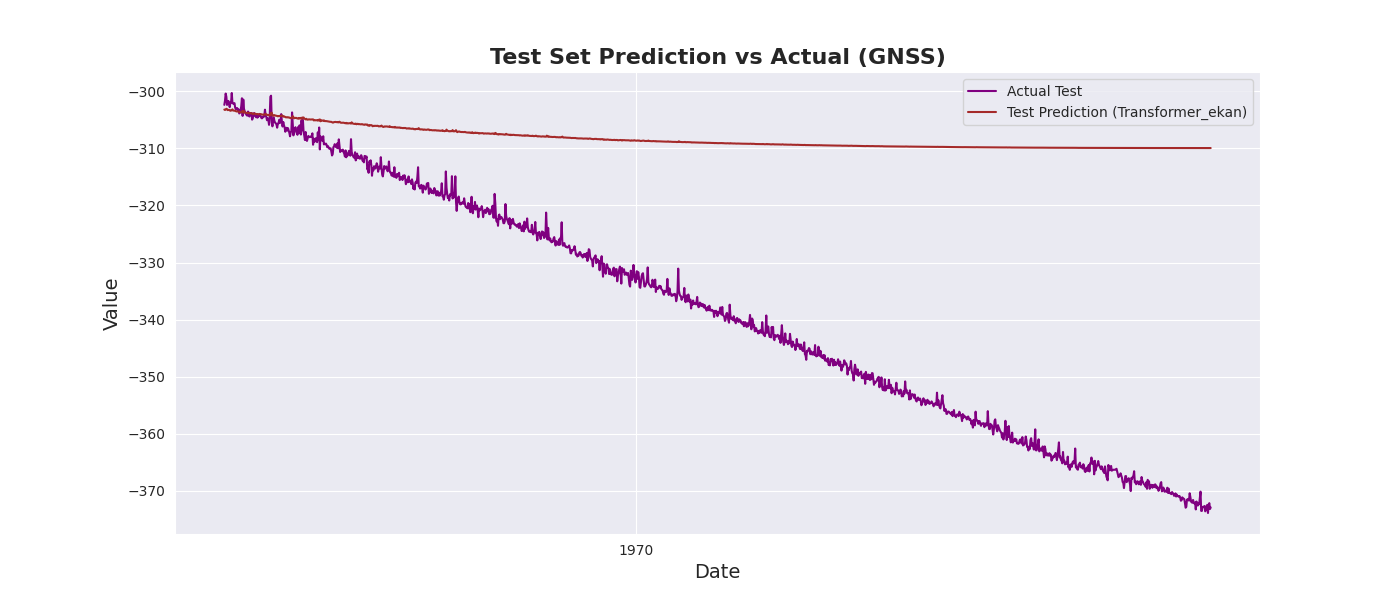 Test Set Prediction vs Actual (GNSS)
Actual Test
Test Prediction (Transformer_ekan)
−300
−310
−320
−330
−340
−350
−360
−370
Value
1970
Date